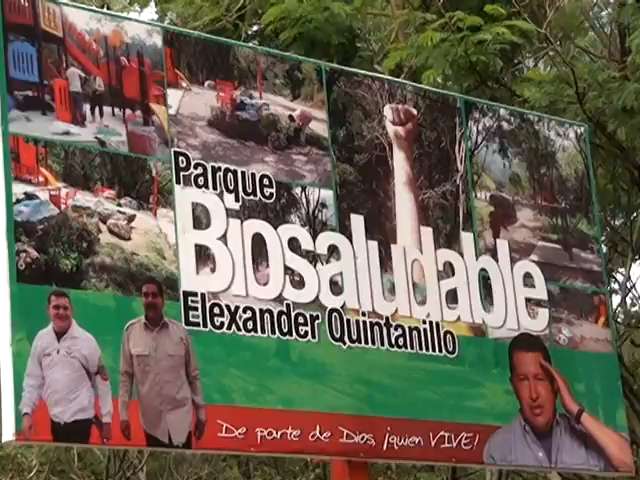 Parque
Biosaludable
Elexander Quintanillo
De parte de Dios, ¡quien VIVE!